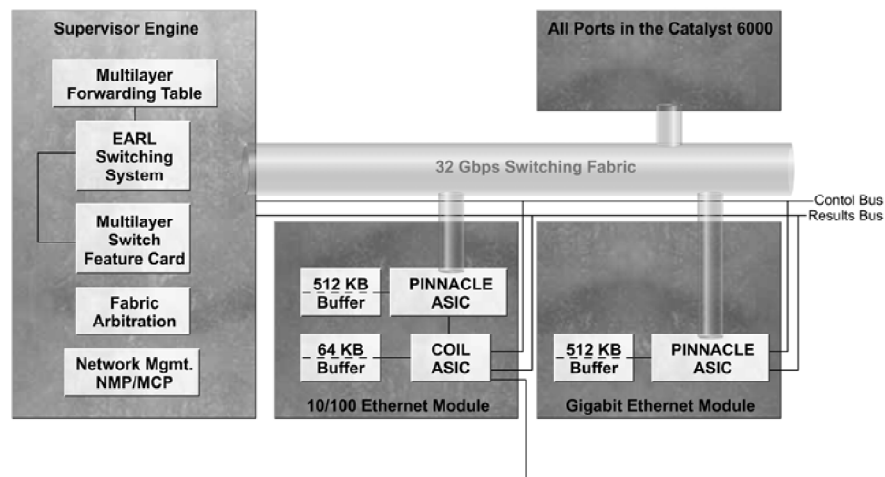 Supervisor Engine
Multilayer
Forwarding Table
EARL
Switching
System
Multilayer
Switch
Feature Card
Fabric
Arbitration
Network Mgmt.
NMP/MCP
All Ports in the Catalyst 6000
32 Gbps Switching Fabric
Contol Bus
Results Bus
512 KB
Buffer
PINNACLE
ASIC
64 KB
Buffer
COIL
ASIC
10/100 Ethernet Module
512 KB
Buffer
PINNACLE
ASIC
Gigabit Ethernet Module